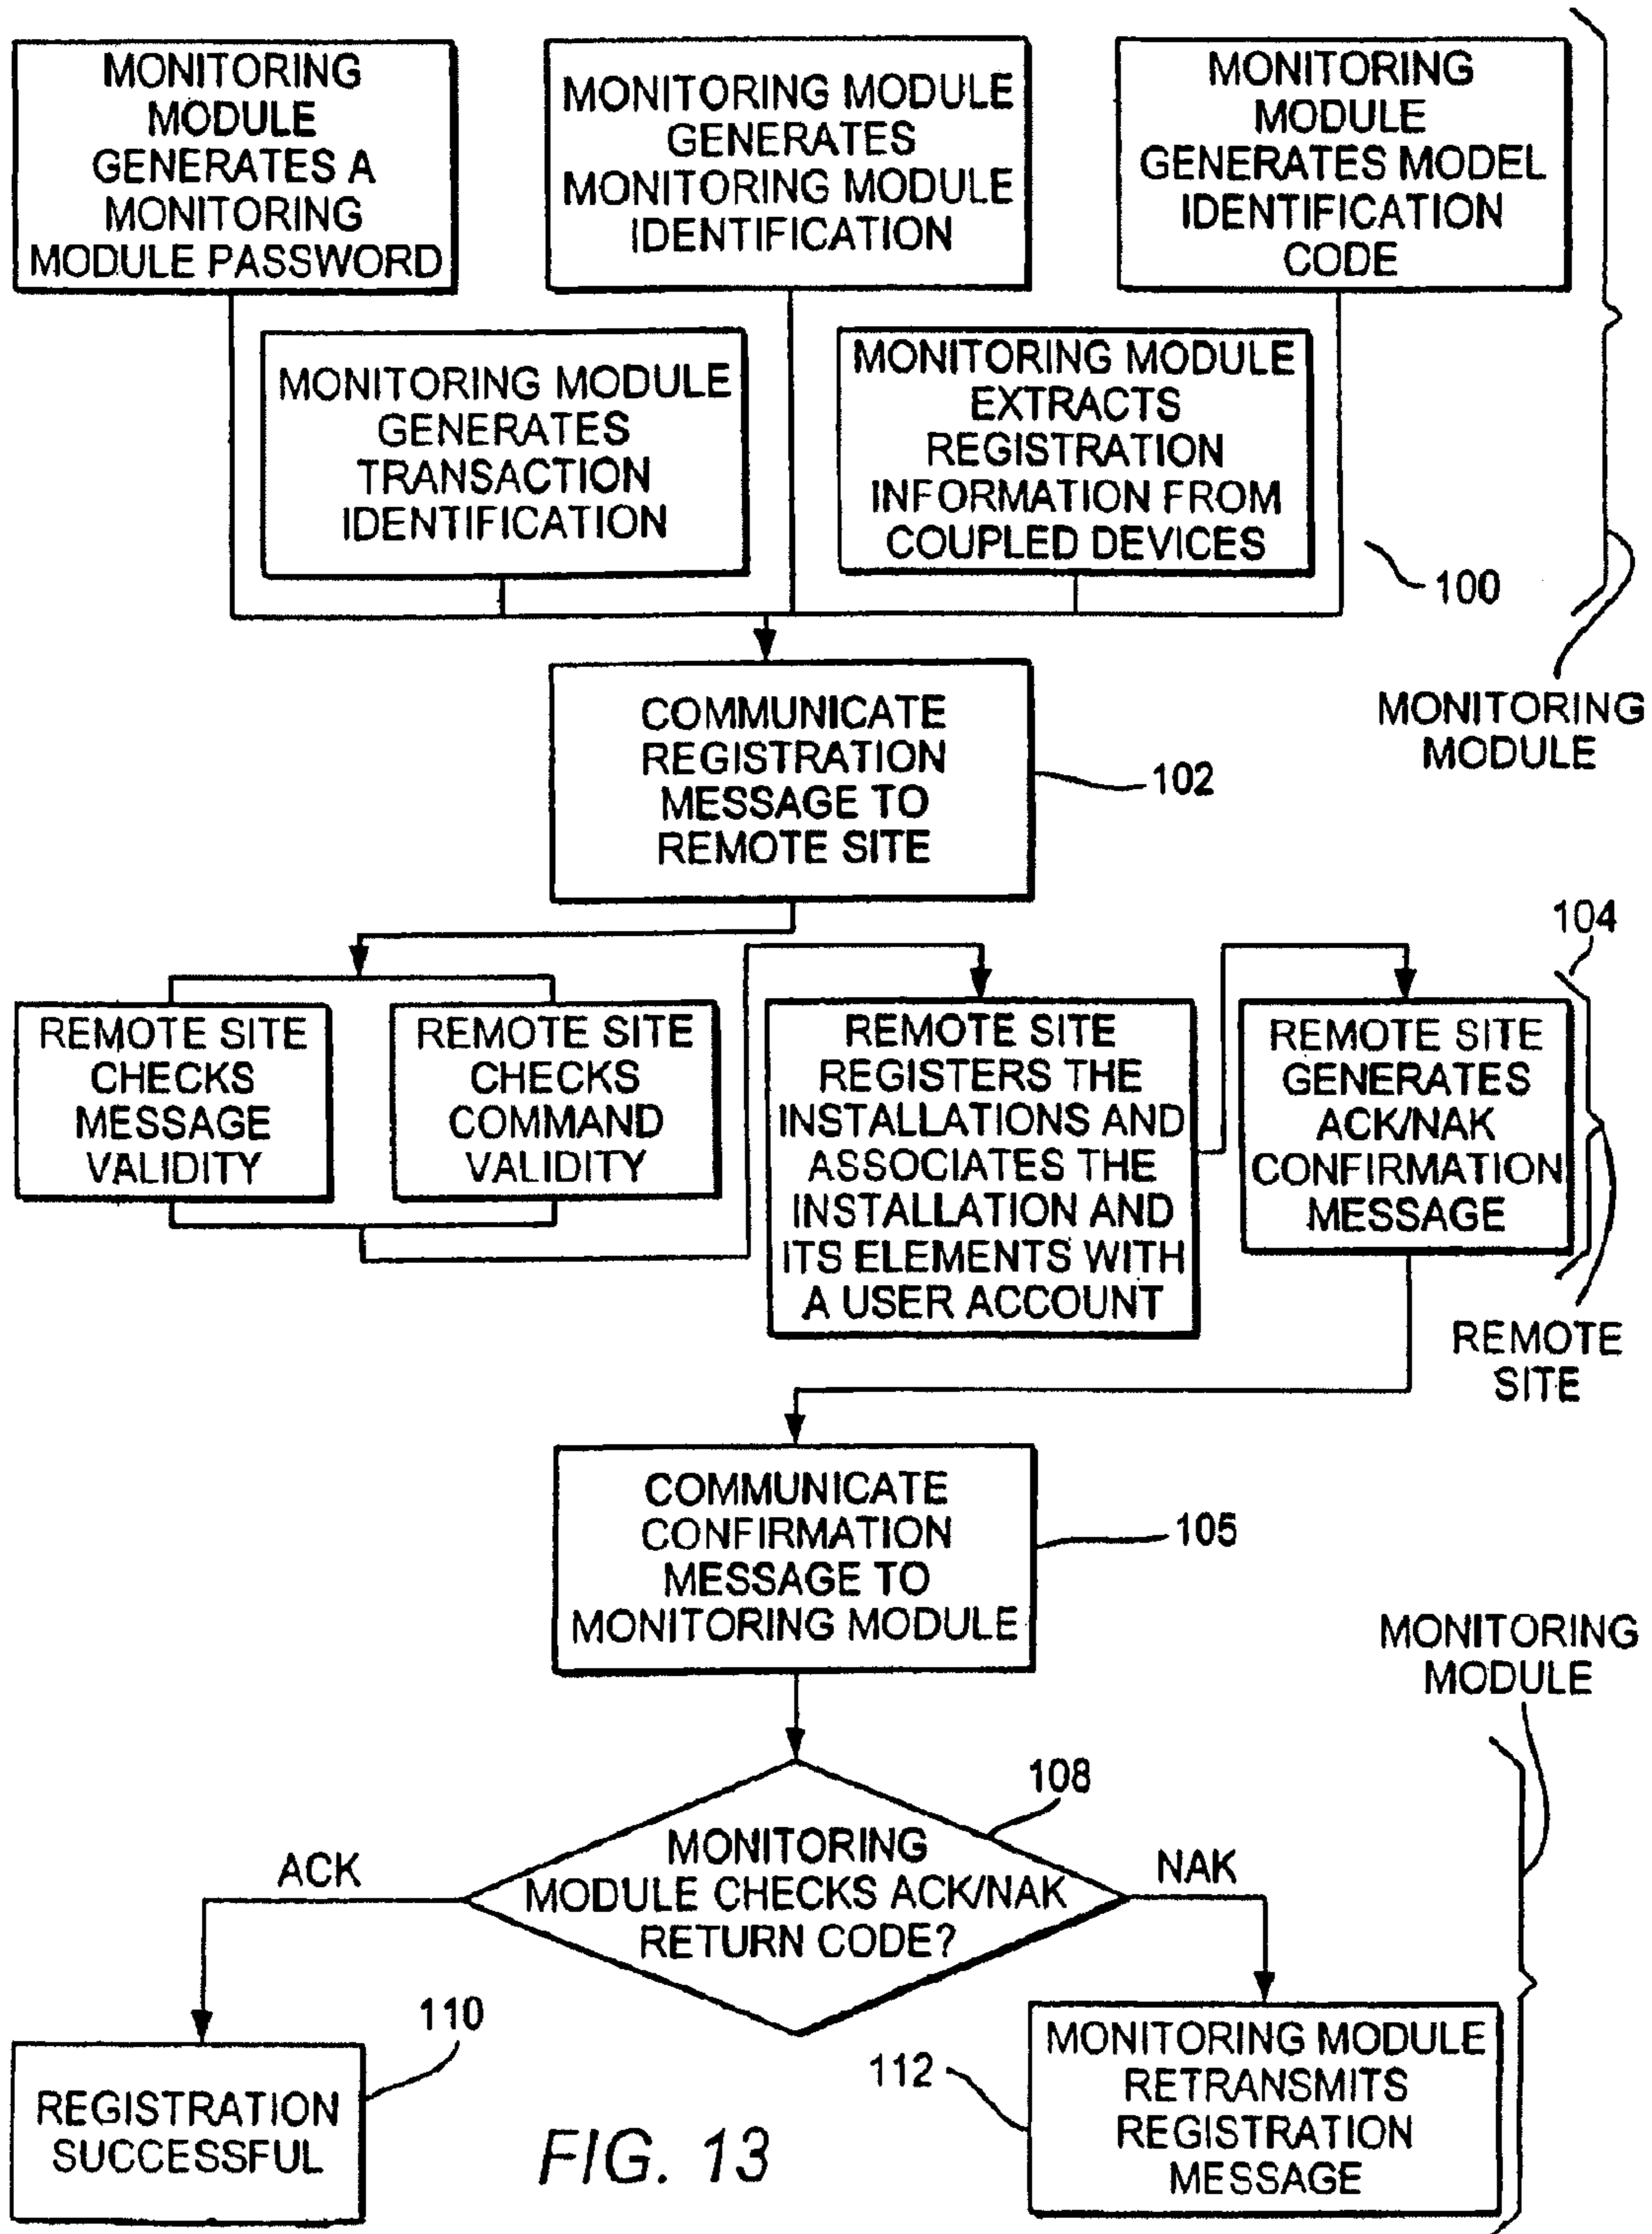 MONITORING
MODULE
GENERATES A
MONITORING
MODULE PASSWORD
MONITORING MODULE
GENERATES
MONITORING MODULE
IDENTIFICATION
MONITORING
MODULE
GENERATES MODEL
IDENTIFICATION
CODE
MONITORING MODULE
GENERATES
TRANSACTION
IDENTIFICATION
MONITORING MODULE
EXTRACTS
REGISTRATION
INFORMATION FROM
COUPLED DEVICES
100
MONITORING
MODULE
COMMUNICATE
REGISTRATION
MESSAGE TO
REMOTE SITE
102
104
REMOTE SITE
CHECKS
MESSAGE
VALIDITY
REMOTE SITE
CHECKS
COMMAND
VALIDITY
REMOTE SITE
REGISTERS THE
INSTALLATIONS AND
ASSOCIATES THE
INSTALLATION AND
ITS ELEMENTS WITH
A USER ACCOUNT
REMOTE SITE
GENERATES
ACK/NAK
CONFIRMATION
MESSAGE
REMOTE
SITE
COMMUNICATE
CONFIRMATION
MESSAGE TO
MONITORING MODULE
105
MONITORING
MODULE
108
MONITORING
MODULE CHECKS ACK/NAK
RETURN CODE?
ACK
NAK
110
REGISTRATION
SUCCESSFUL
112
MONITORING MODULE
RETRANSMITS
REGISTRATION
MESSAGE
FIG. 13